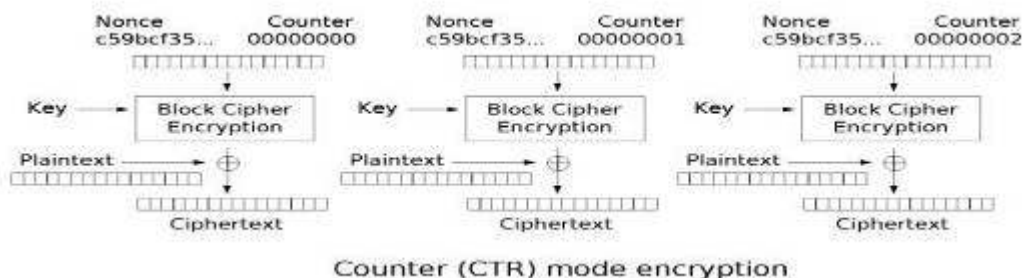 Nonce Counter Nonce Counter Nonce Counter
c59bcf35... 00000000 c59bcf35... 00000001 c59bcf35... 00000002
Key Block Cipher Key Block Cipher Key Block Cipher
Encryption Encryption Encryption
Plaintext Plaintext Plaintext
Ciphertext Ciphertext Ciphertext
Counter (CTR) mode encryption